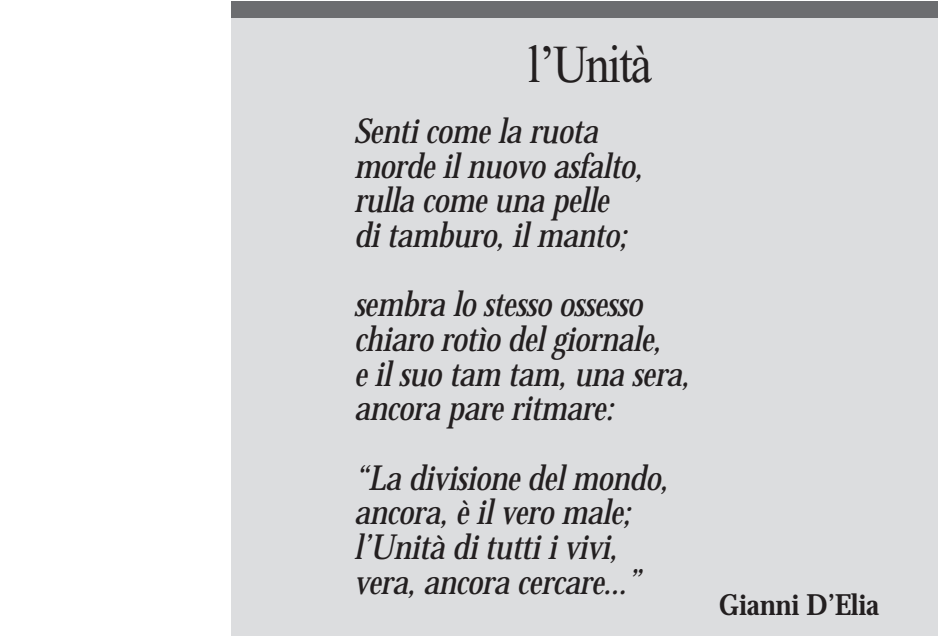 l’Unità
Senti come la ruota
morde il nuovo asfalto,
rulla come una pelle
di tamburo, il manto;
sembra lo stesso ossesso
chiaro rotìo del giornale,
e il suo tam tam, una sera,
ancora pare ritmare:
“La divisione del mondo,
ancora, è il vero male;
l’Unità di tutti i vivi,
vera, ancora cercare...”
Gianni D’Elia